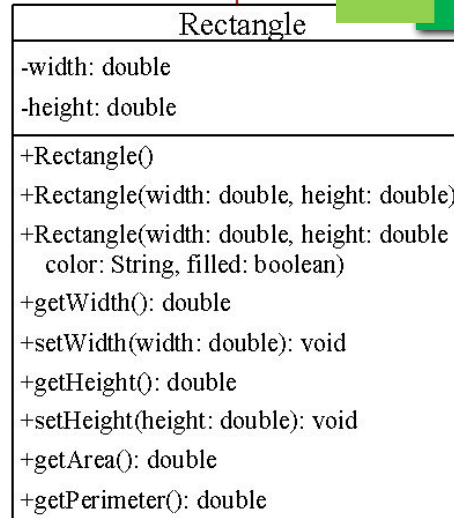 Rectangle
-width: double
-height: double
+Rectangle()
+Rectangle(width: double, height: double)
+Rectangle(width: double, height: double
color: String, filled: boolean)
+getWidth(): double
+setWidth(width: double): void
+getHeight(): double
+setHeight(height: double): void
+getArea(): double
+getPerimeter(): double